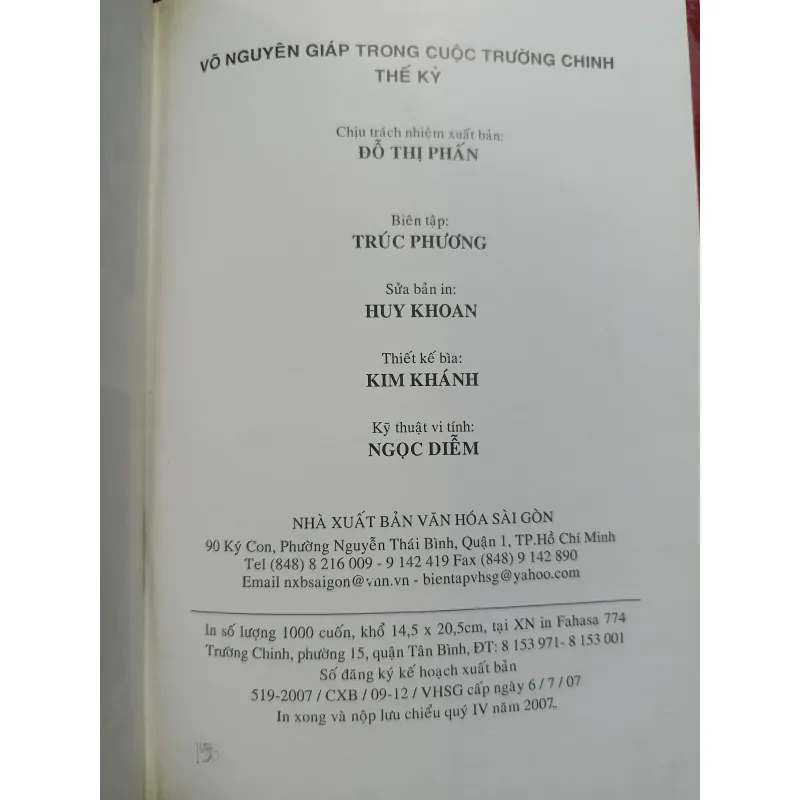 VÕ NGUYÊN GIÁP TRONG CUỘC TRƯỜNG CHINH
THẾ KỶ
Chịu trách nhiệm xuất bản:
ĐỖ THỊ PHẤN
Biên tập:
TRÚC PHƯƠNG
Sửa bản in:
HUY KHOAN
Thiết kế bìa:
KIM KHÁNH
Kỹ thuật vi tính:
NGỌC DIỄM
NHÀ XUẤT BẢN VĂN HÓA SÀI GÒN
90 Ký Con, Phường Nguyễn Thái Bình, Quận 1, TP.Hồ Chí Minh
Tel (848) 8 216 009 - 9 142 419 Fax (848) 9 142 890
Email nxbsaigon@vnn.vn - bientapvhsg@yahoo.com
In số lượng 1000 cuốn, khổ 14,5 x 20,5cm, tại XN in Fahasa 774
Trường Chinh, phường 15, quận Tân Bình, ĐT: 8 153 971- 8 153 001
Số đăng ký kế hoạch xuất bản
519-2007 / CXB / 09-12 / VHSG cấp ngày 6 / 7 / 07
In xong và nộp lưu chiểu quý IV năm 2007.